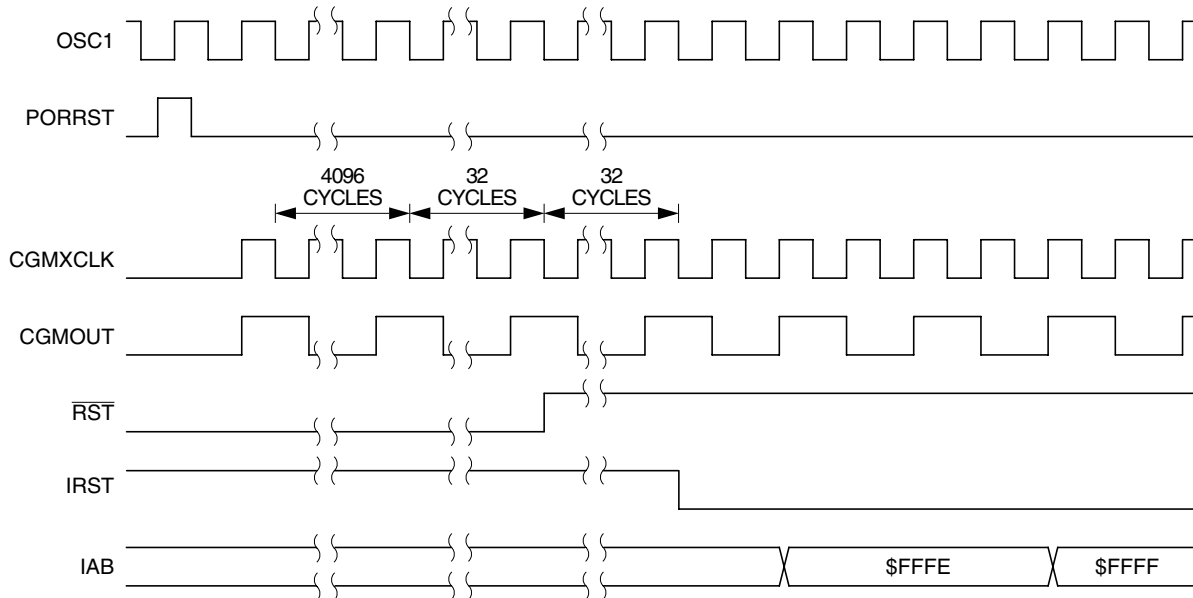 OSC1
PORRST
4096 CYCLES
32 CYCLES
32 CYCLES
CGMXCLK
CGMOUT
RST
IRST
IAB
$FFFE
$FFFF